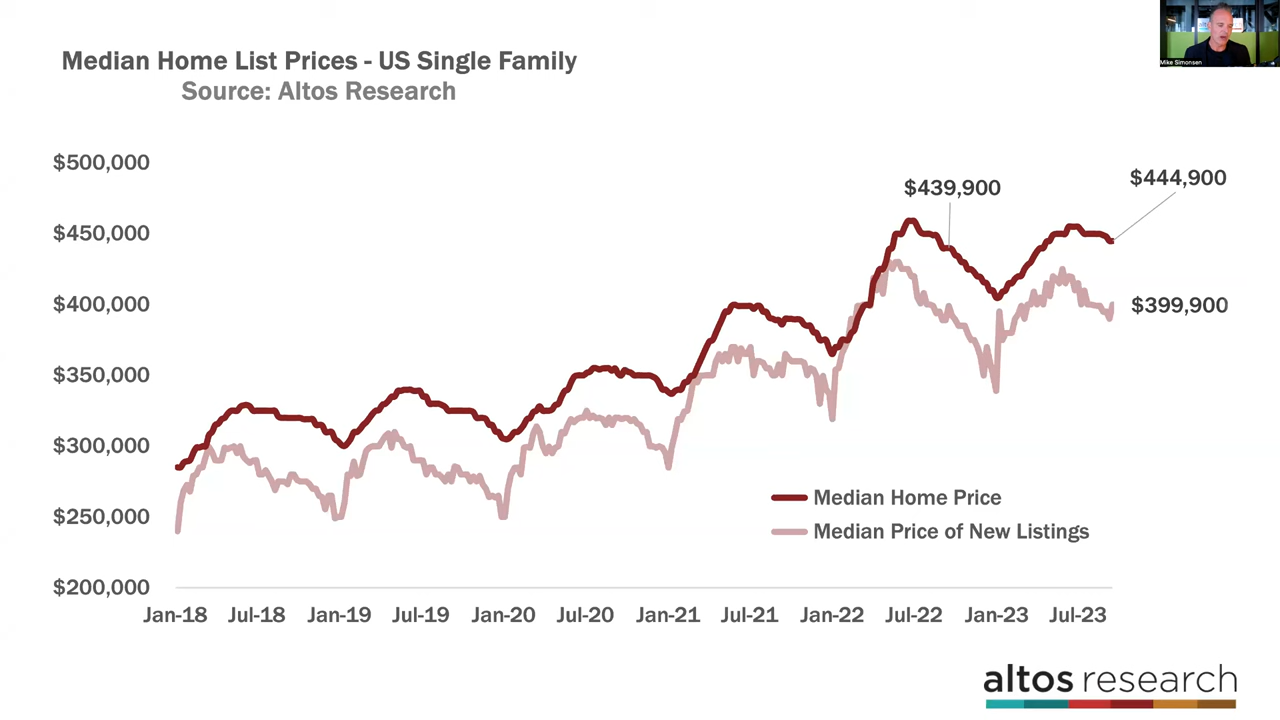 Median Home List Prices - US Single Family
Source: Altos Research
Mike Simonsen
$500,000
$450,000
$400,000
$350,000
$300,000
$250,000
$200,000
$439,900
$444,900
$399,900
Median Home Price
Median Price of New Listings
Jan-18 Jul-18 Jan-19 Jul-19 Jan-20 Jul-20 Jan-21 Jul-21 Jan-22 Jul-22 Jan-23 Jul-23
altos research